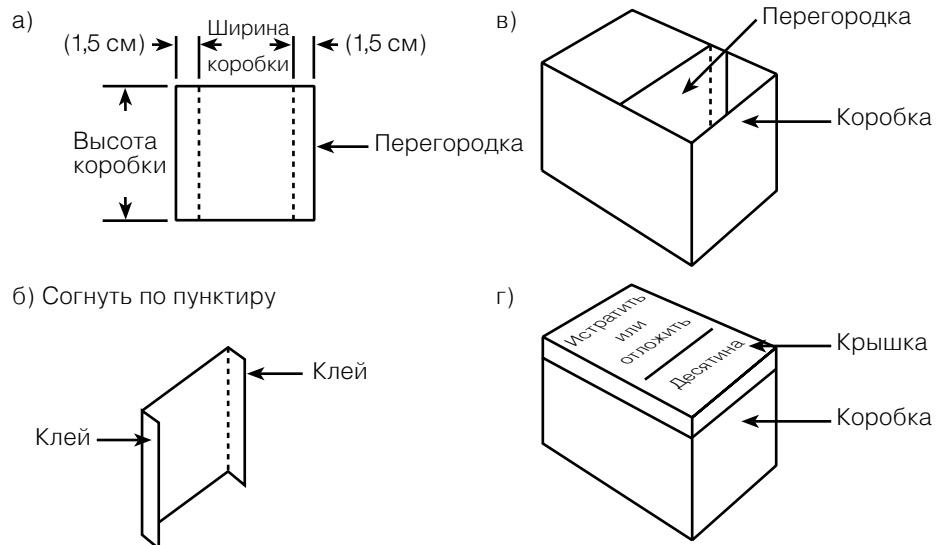 а)
(1,5 см)
Ширина
коробки
(1,5 см)
Высота
коробки
Перегородка
в)
Перегородка
Коробка
б) Согнуть по пунктиру
Клей
Клей
г)
Истратить
или
отложить
Десятина
Крышка
Коробка